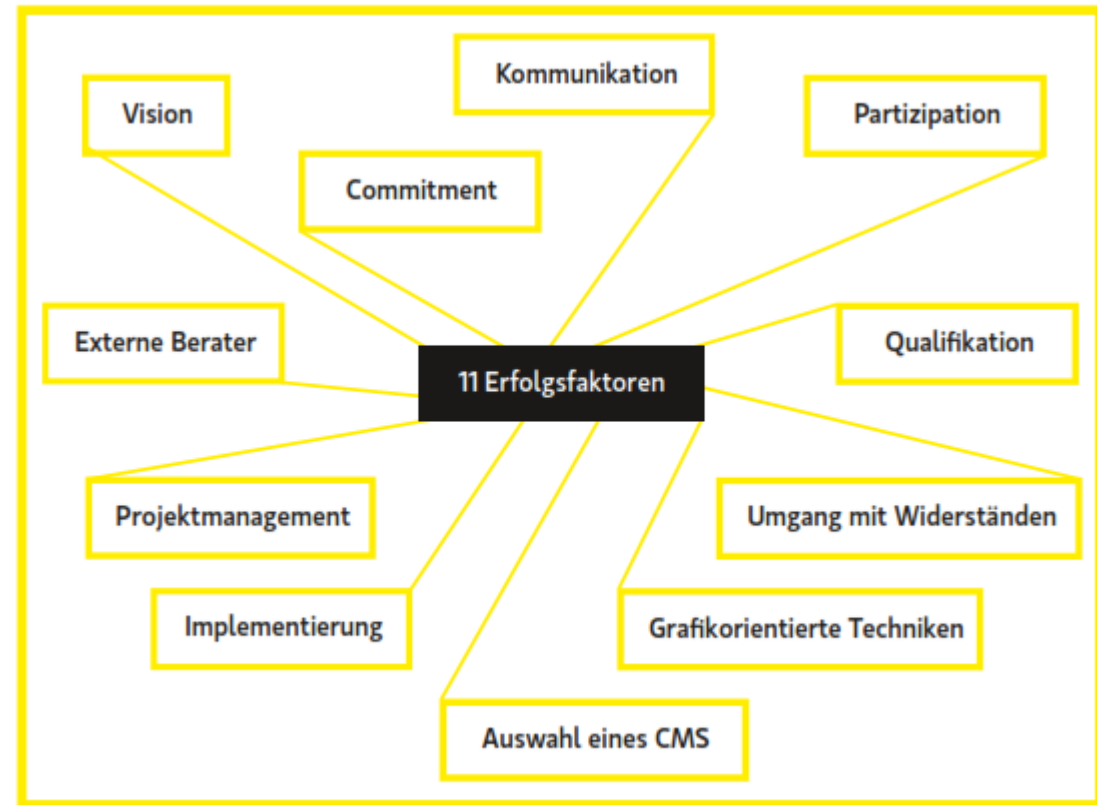 Kommunikation
Vision
Partizipation
Commitment
Externe Berater
Qualifikation
11 Erfolgsfaktoren
Projektmanagement
Umgang mit Widerständen
Implementierung
Grafikorientierte Techniken
Auswahl eines CMS